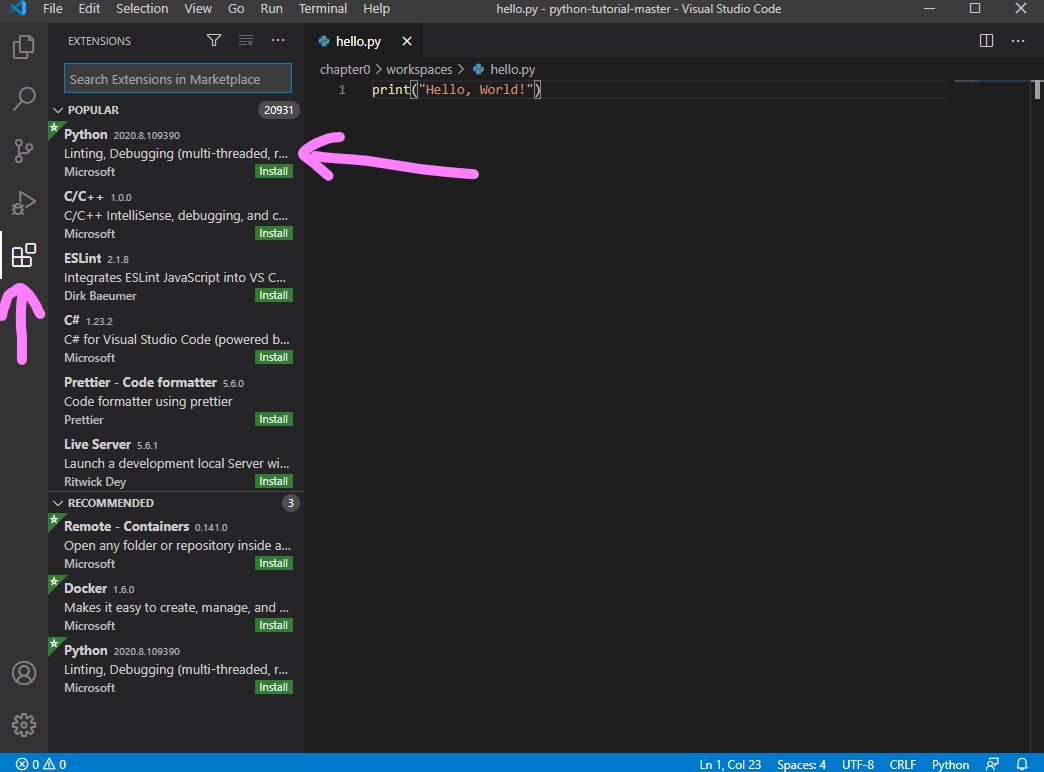 File Edit Selection View Go Run Terminal Help hello.py - python-tutorial-master - Visual Studio Code
EXTENSIONS
hello.py
Search Extensions in Marketplace
chapter0 > workspaces > hello.py
1 print("Hello, World!")
POPULAR 20931
Python 2020.8.109390
Linting, Debugging (multi-threaded, r...
Microsoft Install
C/C++ 1.0.0
C/C++ IntelliSense, debugging, and c...
Microsoft Install
ESLint 2.1.8
Integrates ESLint JavaScript into VS C...
Dirk Baeumer Install
C# 1.23.2
C# for Visual Studio Code (powered b...
Microsoft Install
Prettier - Code formatter 5.6.0
Code formatter using prettier
Prettier Install
Live Server 5.6.1
Launch a development local Server wi...
Ritwick Dey Install
RECOMMENDED 3
Remote - Containers 0.141.0
Open any folder or repository inside a...
Microsoft Install
Docker 1.6.0
Makes it easy to create, manage, and ...
Microsoft Install
Python 2020.8.109390
Linting, Debugging (multi-threaded, r...
Microsoft Install
0 0 Ln 1, Col 23 Spaces: 4 UTF-8 CRLF Python